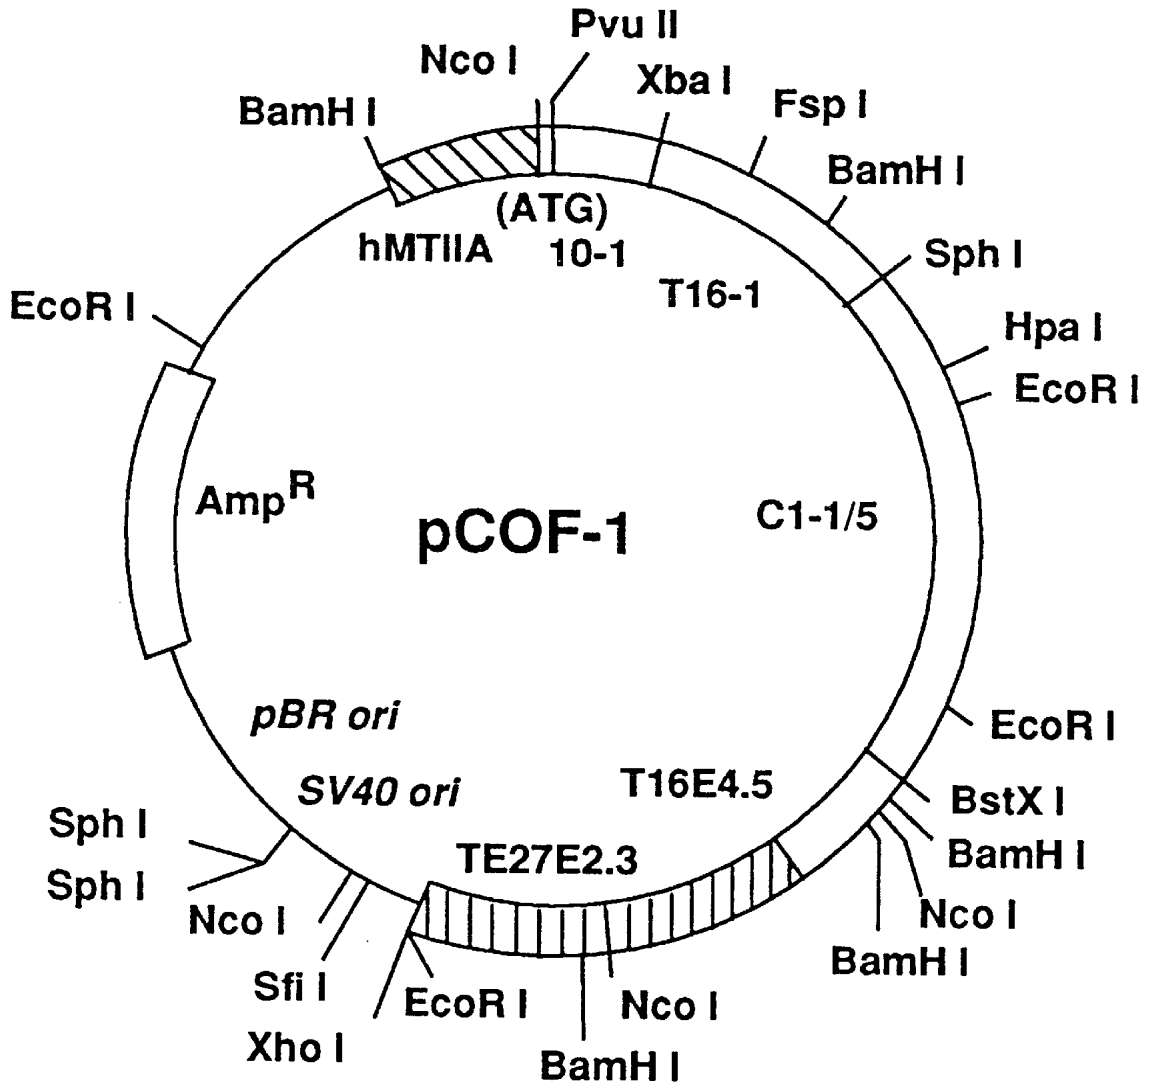 Pvu II
Nco I
Xba I
Fsp I
BamH I
BamH I
(ATG)
hMTIIA
10-1
Sph I
T16-1
EcoR I
Hpa I
EcoR I
Amp^R
pCOF-1
C1-1/5
pBR ori
EcoR I
SV40 ori
T16E4.5
BstX I
Sph I
TE27E2.3
BamH I
Sph I
Nco I
Nco I
BamH I
Sfi I
EcoR I
Nco I
Xho I
BamH I